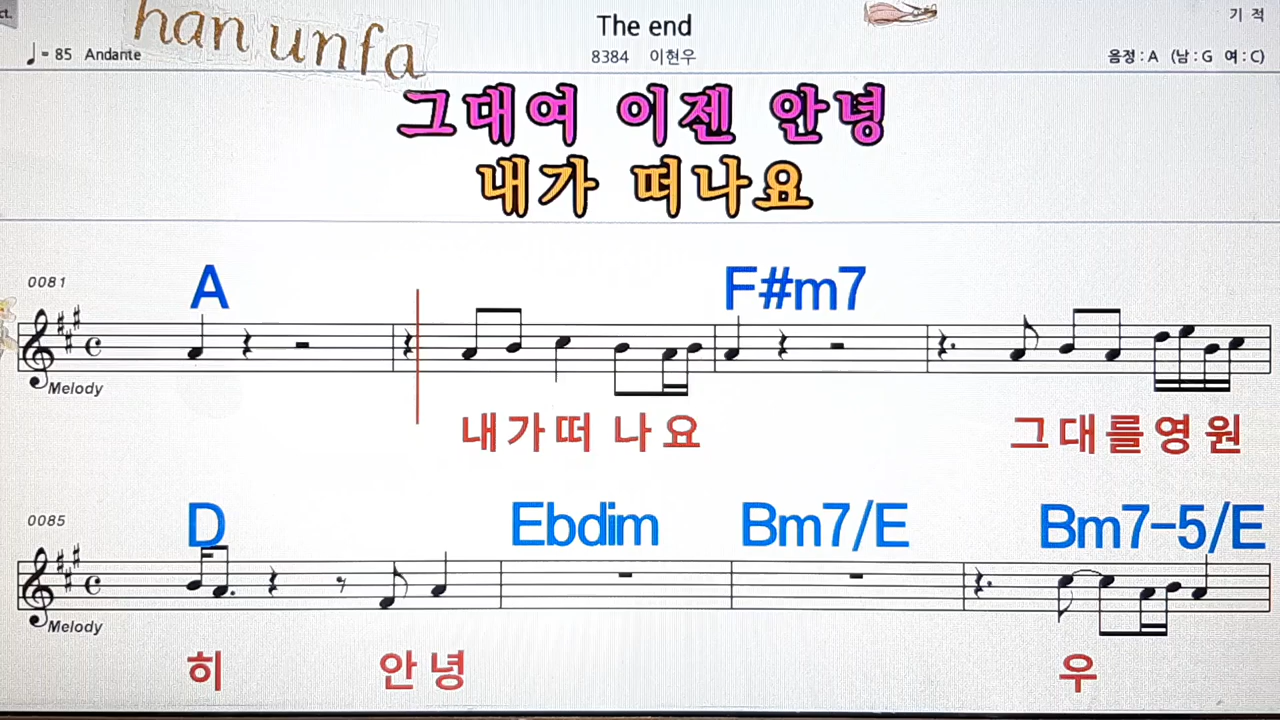 ct.
han unfa
The end
기 적
♩= 85 Andante
8384 이현우
음정 : A (남 : G 여 : C)
그대여 이젠 안녕
내가 떠나요
0081
A F#m7
Melody
내 가 떠 나 요 그 대 를 영 원
0085
D Ebdim Bm7/E Bm7-5/E
Melody
히 안 녕 우